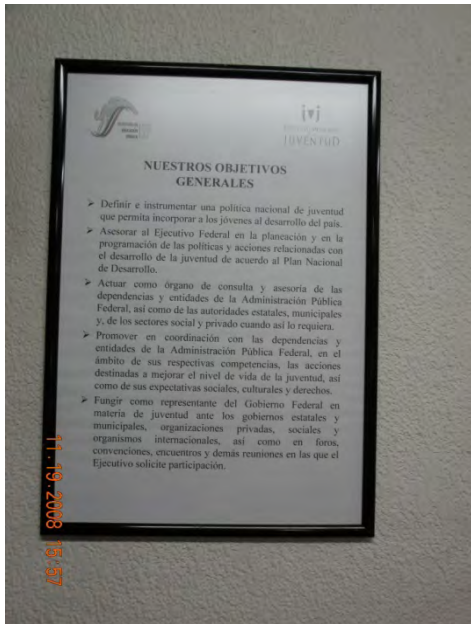 JUVENTUD
NUESTROS OBJETIVOS
GENERALES
➢ Definir e instrumentar una política nacional de juventud
que permita incorporar a los jóvenes al desarrollo del país.
➢ Asesorar al Ejecutivo Federal en la planeación y en la
programación de las políticas y acciones relacionadas con
el desarrollo de la juventud de acuerdo al Plan Nacional
de Desarrollo.
➢ Actuar como órgano de consulta y asesoría de las
dependencias y entidades de la Administración Pública
Federal, así como de las autoridades estatales, municipales
y, de los sectores social y privado cuando así lo requiera.
➢ Promover en coordinación con las dependencias y
entidades de la Administración Pública Federal, en el
ámbito de sus respectivas competencias, las acciones
destinadas a mejorar el nivel de vida de la juventud, así
como de sus expectativas sociales, culturales y derechos.
➢ Fungir como representante del Gobierno Federal en
materia de juventud ante los gobiernos estatales y
municipales, organizaciones privadas, sociales y
organismos internacionales, así como en foros,
convenciones, encuentros y demás reuniones en las que el
Ejecutivo solicite participación.
11.19.2008 15:57